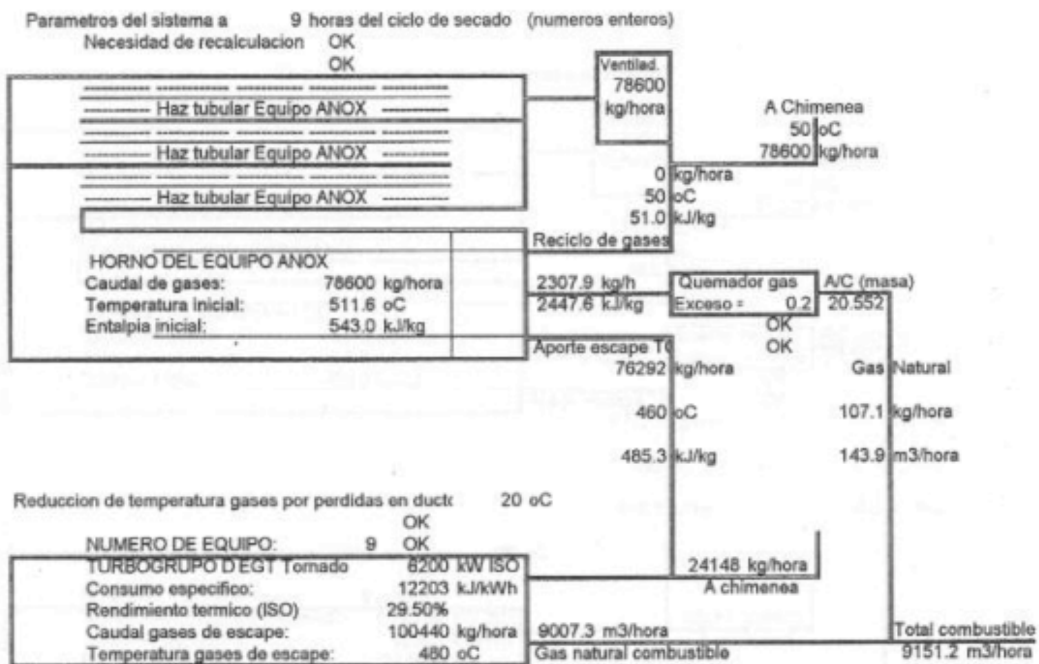 Parametros del sistema a 9 horas del ciclo de secado (numeros enteros)
Necesidad de recalculacion OK
OK
Ventilad.
78600
kg/hora
Haz tubular Equipo ANOX
Haz tubular Equipo ANOX
Haz tubular Equipo ANOX
A Chimenea
50 oC
78600 kg/hora
0 kg/hora
50 oC
51.0 kJ/kg
Reciclo de gases
HORNO DEL EQUIPO ANOX
Caudal de gases: 78600 kg/hora
Temperatura inicial: 511.6 oC
Entalpia inicial: 543.0 kJ/kg
2307.9 kg/h
2447.6 kJ/kg
Quemador gas
Exceso = 0.2
A/C (masa)
20.552
OK
OK
Aporte escape TG
76292 kg/hora
460 oC
485.3 kJ/kg
Gas Natural
107.1 kg/hora
143.9 m3/hora
Reduccion de temperatura gases por perdidas en ducto 20 oC
OK
NUMERO DE EQUIPO: 9 OK
TURBOGRUPO D'EGT Tornado 6200 kW ISO
Consumo especifico: 12203 kJ/kWh
Rendimiento termico (ISO) 29.50%
Caudal gases de escape: 100440 kg/hora
Temperatura gases de escape: 480 oC
24148 kg/hora
A chimenea
9007.3 m3/hora
Gas natural combustible
Total combustible
9151.2 m3/hora